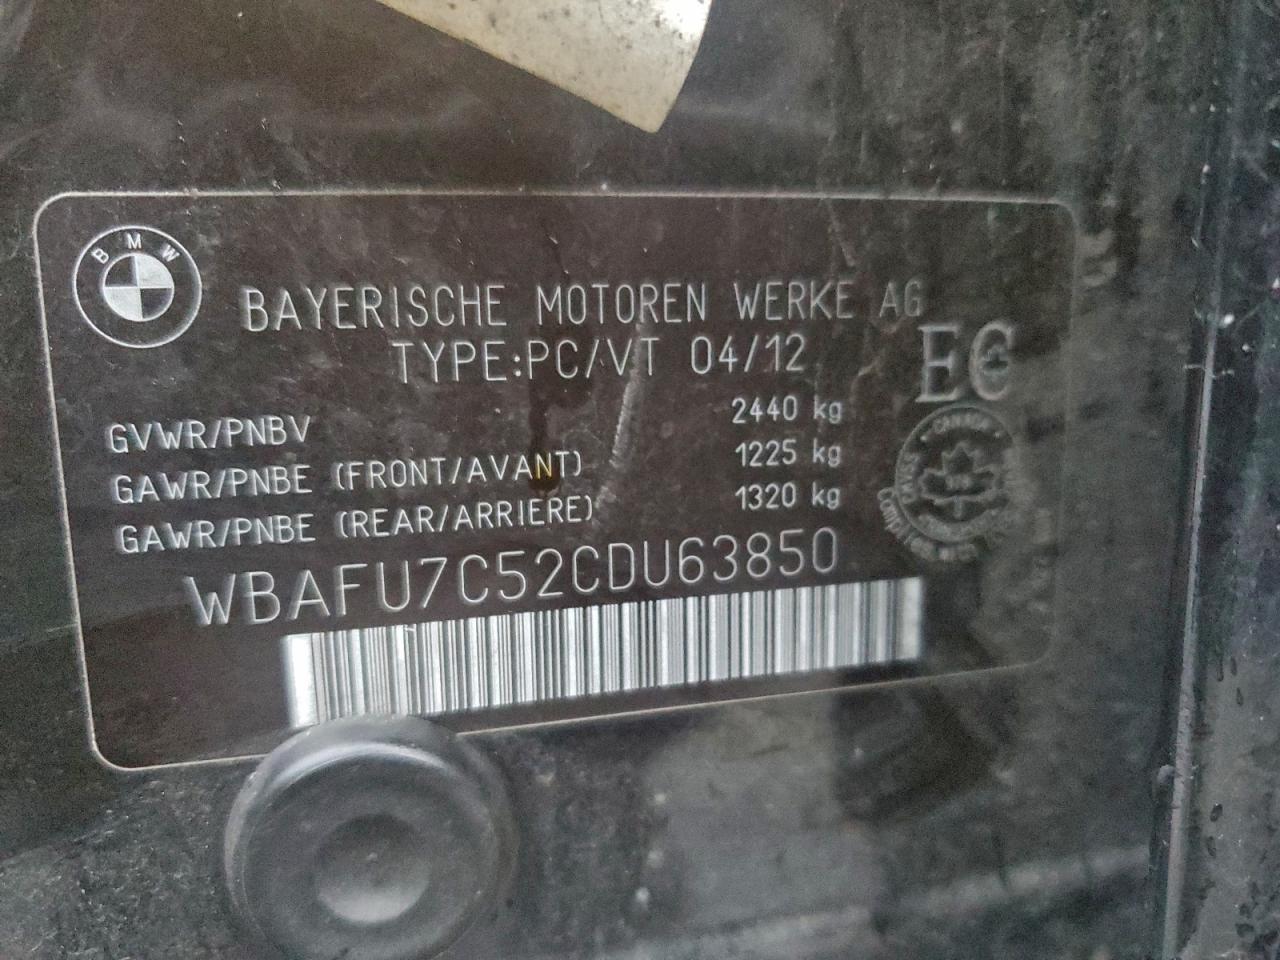 BMW
BAYERISCHE MOTOREN WERKE AG
TYPE:PC/VT 04/12
EC
GVWR/PNBV 2440 kg
GAWR/PNBE (FRONT/AVANT) 1225 kg
GAWR/PNBE (REAR/ARRIERE) 1320 kg
CANADA
WBAFU7C52CDU63850